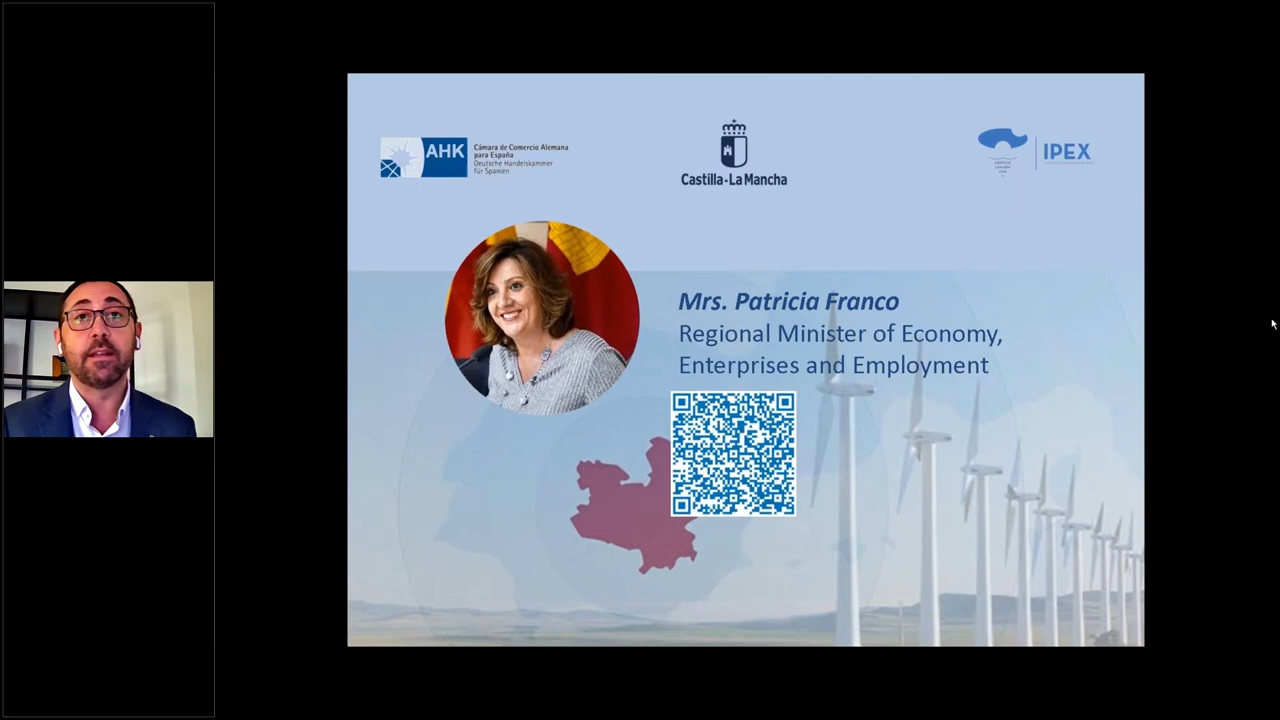 AHK
Cámara de Comercio Alemana
para España
Deutsche Handelskammer
für Spanien
Castilla-La Mancha
IPEX
Mrs. Patricia Franco
Regional Minister of Economy,
Enterprises and Employment